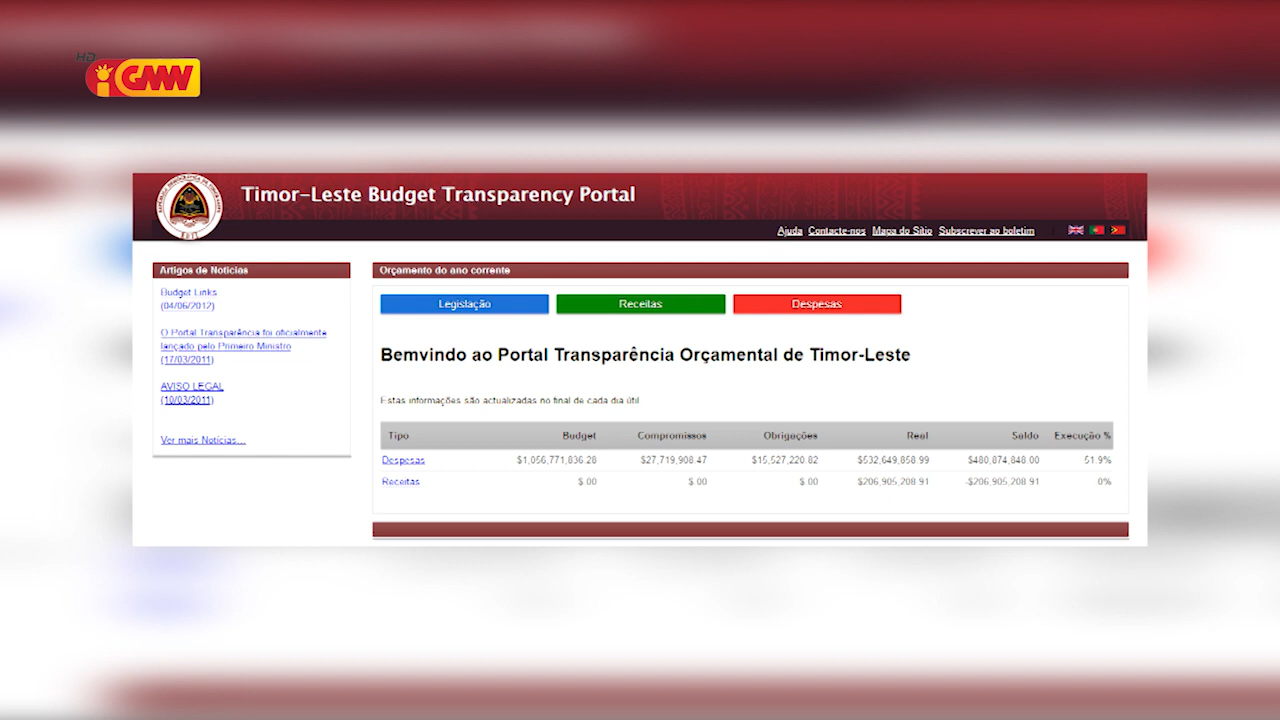 HD
GMN
Timor-Leste Budget Transparency Portal
Ajuda Contacte-nos Mapa do Sítio Subscrever ao boletim
Artigos de Notícias
Budget Links
(04/06/2012)
O Portal Transparência foi oficialmente
lançado pelo Primeiro Ministro
(17/03/2011)
AVISO LEGAL
(10/03/2011)
Ver mais Notícias...
Orçamento do ano corrente
Legislação Receitas Despesas
Bemvindo ao Portal Transparência Orçamental de Timor-Leste
Estas informações são actualizadas no final de cada dia útil
Tipo Budget Compromissos Obrigações Real Saldo Execução %
Despesas $1,056,771,836.28 $27,719,908.47 $15,527,220.82 $532,649,858.99 $480,874,848.00 51.9%
Receitas $.00 $.00 $.00 $206,905,208.91 -$206,905,208.91 0%